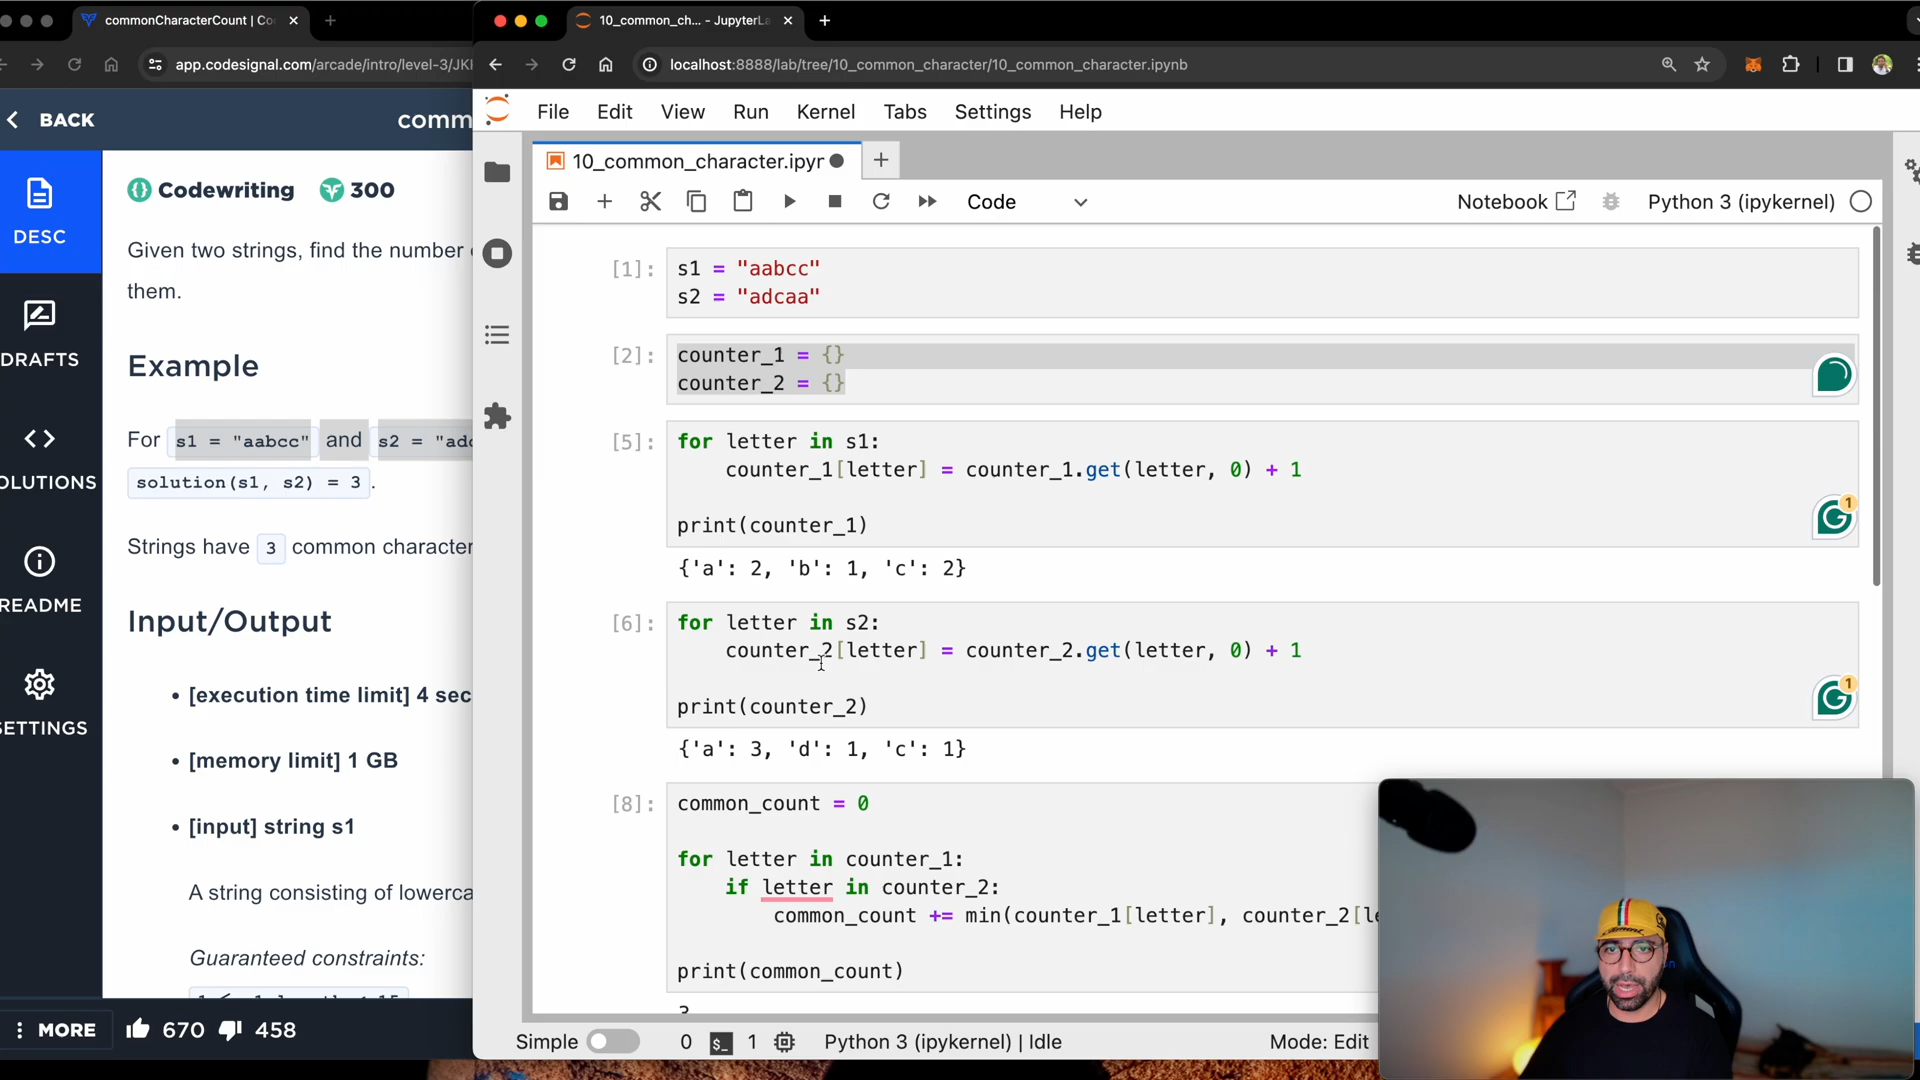 commonCharacterCount | Co
10_common_ch... - JupyterLa
app.codesignal.com/arcade/intro/level-3/JKI
localhost:8888/lab/tree/10_common_character/10_common_character.ipynb
BACK
comm
DESC
DRAFTS
OLUTIONS
README
SETTINGS
Codewriting
300
Given two strings, find the number
them.
Example
For s1 = "aabcc" and s2 = "adc
solution(s1, s2) = 3.
Strings have 3 common character
Input/Output
• [execution time limit] 4 sec
• [memory limit] 1 GB
• [input] string s1
A string consisting of lowerca
Guaranteed constraints:
MORE
670
458
File Edit View Run Kernel Tabs Settings Help
10_common_character.ipyr
Code
Notebook
Python 3 (ipykernel)
[1]: s1 = "aabcc"
s2 = "adcaa"
[2]: counter_1 = {}
counter_2 = {}
[5]: for letter in s1:
counter_1[letter] = counter_1.get(letter, 0) + 1
print(counter_1)
1
{'a': 2, 'b': 1, 'c': 2}
[6]: for letter in s2:
counter_2[letter] = counter_2.get(letter, 0) + 1
print(counter_2)
1
{'a': 3, 'd': 1, 'c': 1}
[8]: common_count = 0
for letter in counter_1:
if letter in counter_2:
common_count += min(counter_1[letter], counter_2[le
print(common_count)
3
Simple 0 $_ 1 Python 3 (ipykernel) | Idle Mode: Edit